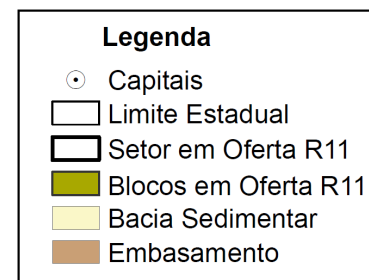 Legenda
Capitais
Limite Estadual
Setor em Oferta R11
Blocos em Oferta R11
Bacia Sedimentar
Embasamento